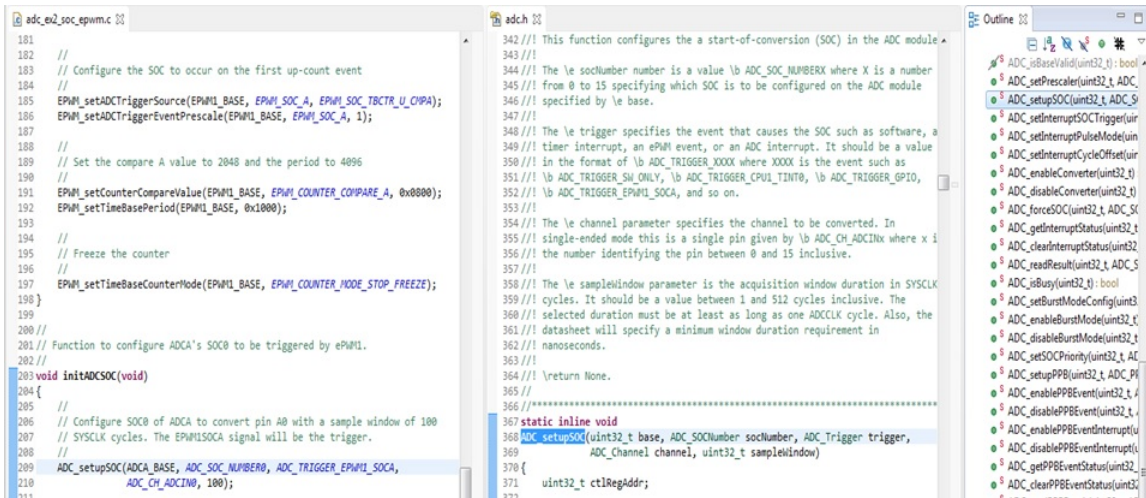 adc_ex2_soc_epwm.c
181
182 //
183 // Configure the SOC to occur on the first up-count event
184 //
185 EPWM_setADCTriggerSource(EPWM1_BASE, EPWM_SOC_A, EPWM_SOC_TBCTR_U_CMPA);
186 EPWM_setADCTriggerEventPrescale(EPWM1_BASE, EPWM_SOC_A, 1);
187
188 //
189 // Set the compare A value to 2048 and the period to 4096
190 //
191 EPWM_setCounterCompareValue(EPWM1_BASE, EPWM_COUNTER_COMPARE_A, 0x0800);
192 EPWM_setTimeBasePeriod(EPWM1_BASE, 0x1000);
193
194 //
195 // Freeze the counter
196 //
197 EPWM_setTimeBaseCounterMode(EPWM1_BASE, EPWM_COUNTER_MODE_STOP_FREEZE);
198 }
199
200 //
201 // Function to configure ADCA's SOC0 to be triggered by ePWM1.
202 //
203 void initADCSOC(void)
204 {
205 //
206 // Configure SOC0 of ADCA to convert pin A0 with a sample window of 100
207 // SYSCLK cycles. The EPWM1SOCA signal will be the trigger.
208 //
209 ADC_setupSOC(ADCA_BASE, ADC_SOC_NUMBER0, ADC_TRIGGER_EPWM1_SOCA,
210 ADC_CH_ADCIN0, 100);
adc.h
342 //! This function configures the a start-of-conversion (SOC) in the ADC module
343 //!
344 //! The \e socNumber number is a value \b ADC_SOC_NUMBERX where X is a number
345 //! from 0 to 15 specifying which SOC is to be configured on the ADC module
346 //! specified by \e base.
347 //!
348 //! The \e trigger specifies the event that causes the SOC such as software, a
349 //! timer interrupt, an ePWM event, or an ADC interrupt. It should be a value
350 //! in the format of \b ADC_TRIGGER_XXXX where XXXX is the event such as
351 //! \b ADC_TRIGGER_SW_ONLY, \b ADC_TRIGGER_CPU1_TINT0, \b ADC_TRIGGER_GPIO,
352 //! \b ADC_TRIGGER_EPWM1_SOCA, and so on.
353 //!
354 //! The \e channel parameter specifies the channel to be converted. In
355 //! single-ended mode this is a single pin given by \b ADC_CH_ADCINx where x i
356 //! the number identifying the pin between 0 and 15 inclusive.
357 //!
358 //! The \e sampleWindow parameter is the acquisition window duration in SYSCLK
359 //! cycles. It should be a value between 1 and 512 cycles inclusive. The
360 //! selected duration must be at least as long as one ADCCLK cycle. Also, the
361 //! datasheet will specify a minimum window duration requirement in
362 //! nanoseconds.
363 //!
364 //! \return None.
365 //
366 //*****************************************************************************
367 static inline void
368 ADC_setupSOC(uint32_t base, ADC_SOCNumber socNumber, ADC_Trigger trigger,
369 ADC_Channel channel, uint32_t sampleWindow)
370 {
371 uint32_t ctlRegAddr;
372
Outline
ADC_isBaseValid(uint32_t) : bool
ADC_setPrescaler(uint32_t, ADC_
ADC_setupSOC(uint32_t, ADC_S
ADC_setInterruptSOCTrigger(uin
ADC_setInterruptPulseMode(uin
ADC_setInterruptCycleOffset(uin
ADC_enableConverter(uint32_t)
ADC_disableConverter(uint32_t)
ADC_forceSOC(uint32_t, ADC_SO
ADC_getInterruptStatus(uint32_t
ADC_clearInterruptStatus(uint32
ADC_readResult(uint32_t, ADC_S
ADC_isBusy(uint32_t) : bool
ADC_setBurstModeConfig(uint3
ADC_enableBurstMode(uint32_t
ADC_disableBurstMode(uint32_t
ADC_setSOCPriority(uint32_t, AD
ADC_setupPPB(uint32_t, ADC_PP
ADC_enablePPBEvent(uint32_t, A
ADC_disablePPBEvent(uint32_t, A
ADC_enablePPBEventInterrupt(u
ADC_disablePPBEventInterrupt(u
ADC_getPPBEventStatus(uint32_
ADC_clearPPBEventStatus(uint32